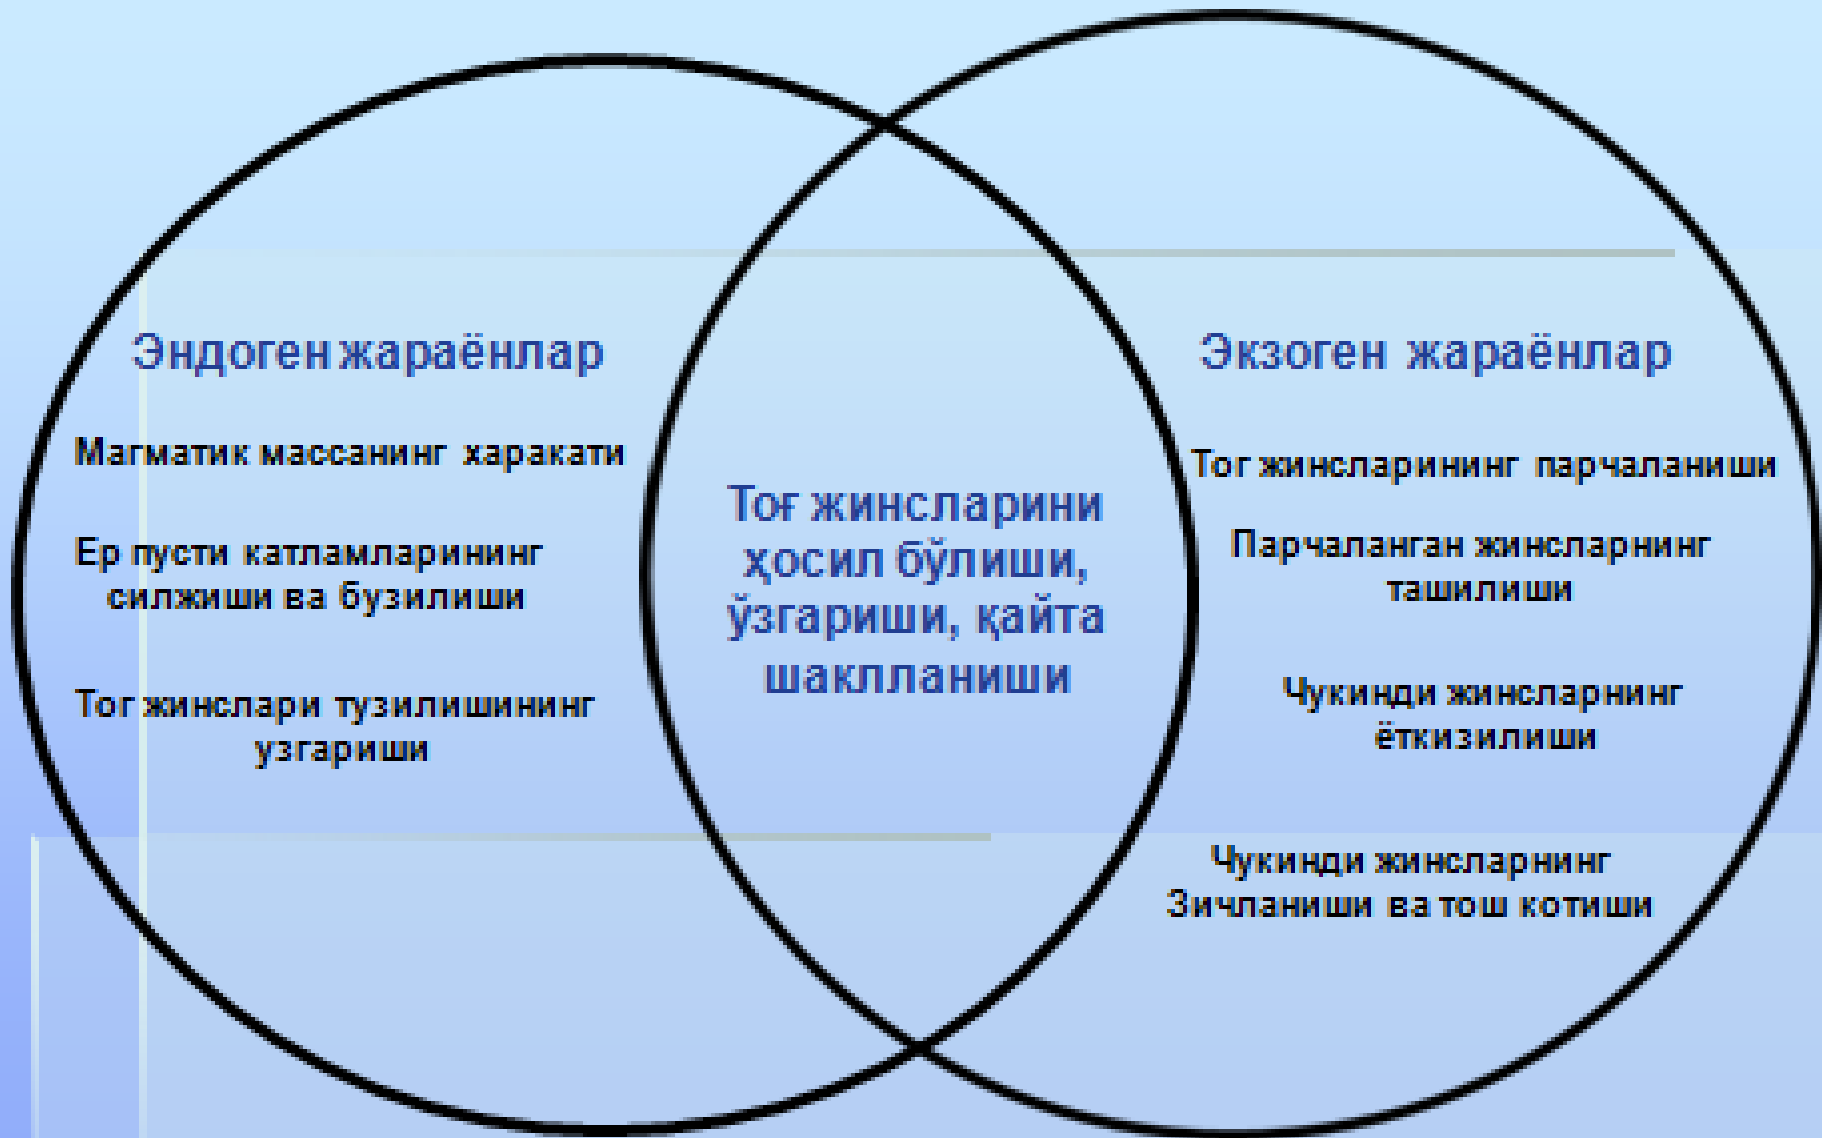 Эндоген жараёнлар
Магматик массанинг харакати
Ер пусти катламларининг
силжиши ва бузилиши
Тог жинслари тузилишининг
узгариши
Тоғ жинсларини
ҳосил бўлиши,
ўзгариши, қайта
шаклланиши
Экзоген жараёнлар
Тог жинсларининг парчаланиши
Парчаланган жинсларнинг
ташилиши
Чукинди жинсларнинг
ёткизилиши
Чукинди жинсларнинг
Зичланиши ва тош котиши